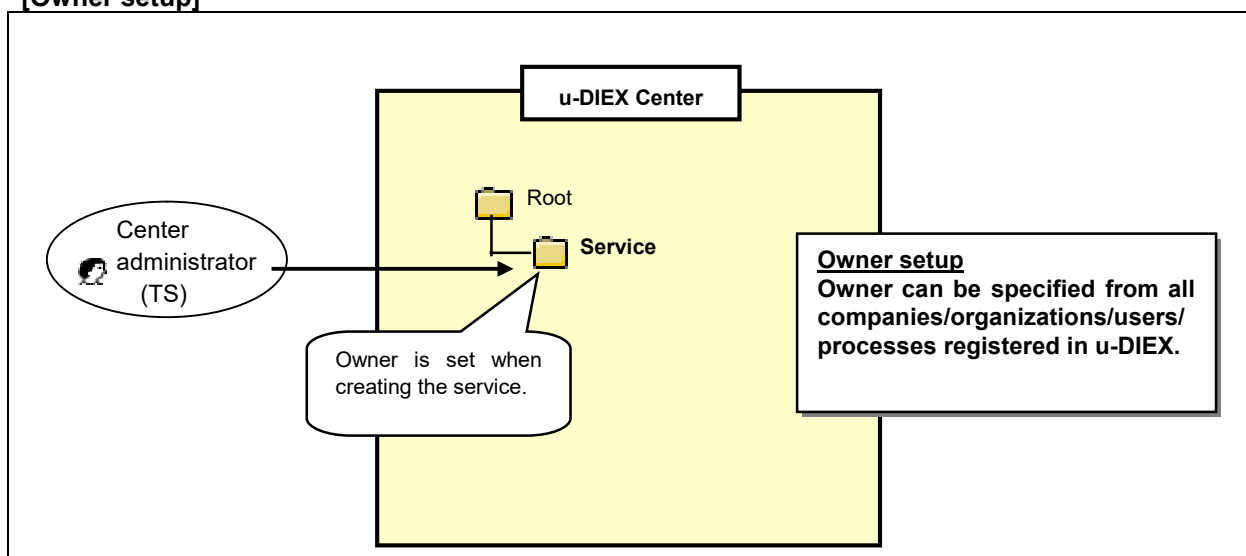 [Owner setup]
u-DIEX Center
Root
Service
Center
administrator
(TS)
Owner setup
Owner can be specified from all
companies/organizations/users/
processes registered in u-DIEX.
Owner is set when
creating the service.